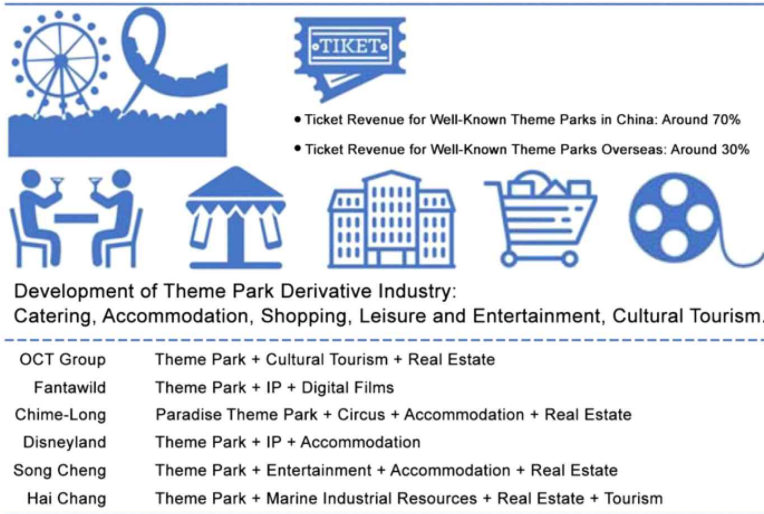 TIKET
• Ticket Revenue for Well-Known Theme Parks in China: Around 70%
• Ticket Revenue for Well-Known Theme Parks Overseas: Around 30%
Development of Theme Park Derivative Industry:
Catering, Accommodation, Shopping, Leisure and Entertainment, Cultural Tourism.
OCT Group Theme Park + Cultural Tourism + Real Estate
Fantawild Theme Park + IP + Digital Films
Chime-Long Paradise Theme Park + Circus + Accommodation + Real Estate
Disneyland Theme Park + IP + Accommodation
Song Cheng Theme Park + Entertainment + Accommodation + Real Estate
Hai Chang Theme Park + Marine Industrial Resources + Real Estate + Tourism